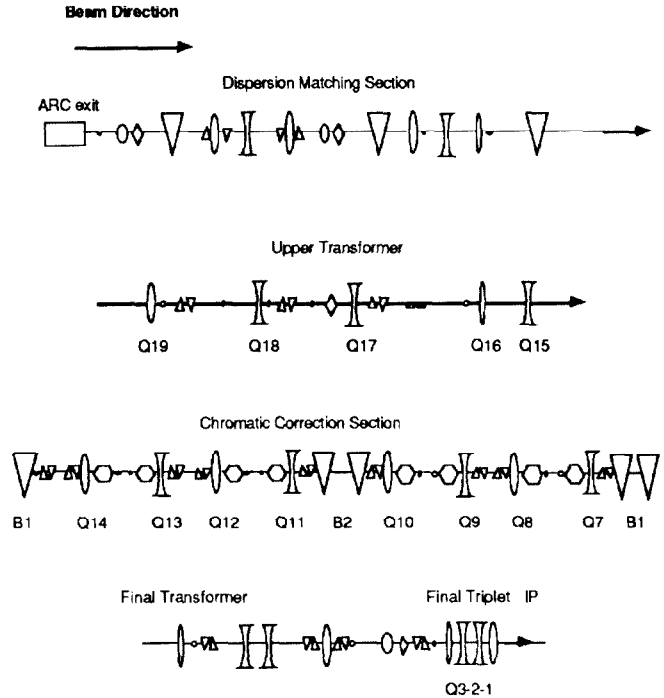 Beam Direction
Dispersion Matching Section
ARC exit
Upper Transformer
Q19 Q18 Q17 Q16 Q15
Chromatic Correction Section
B1 Q14 Q13 Q12 Q11 B2 Q10 Q9 Q8 Q7 B1
Final Transformer Final Triplet IP
Q3-2-1